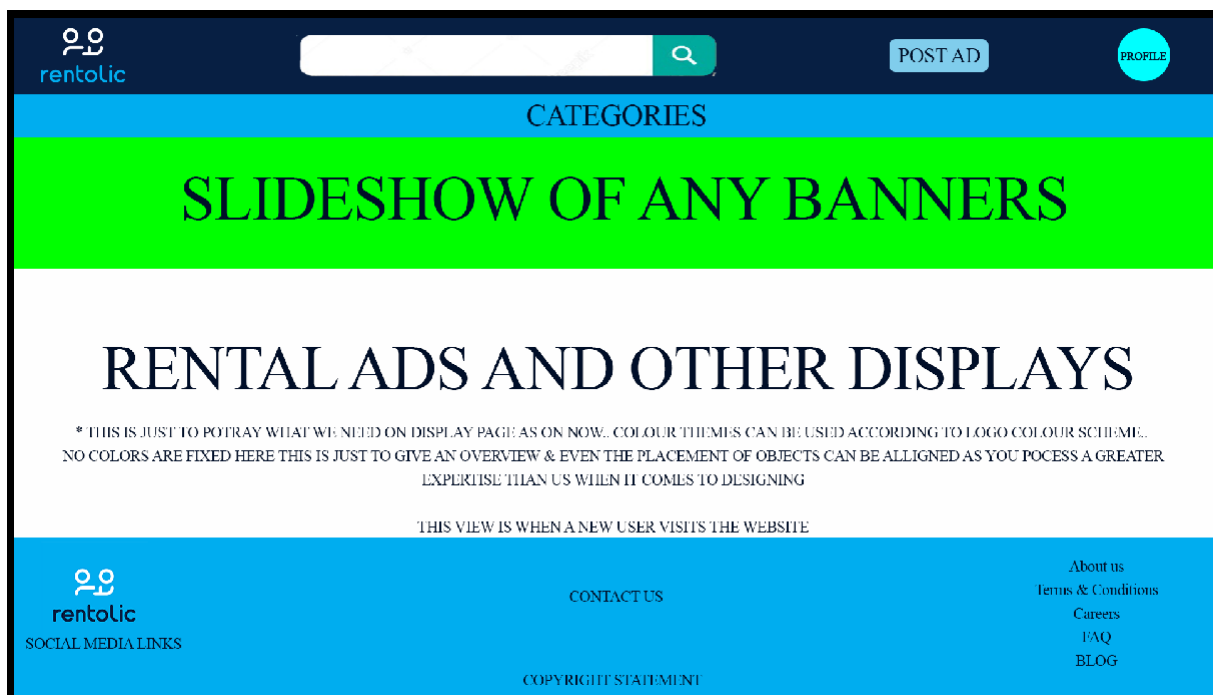 rentolic
POST AD
PROFILE
CATEGORIES
SLIDESHOW OF ANY BANNERS
RENTAL ADS AND OTHER DISPLAYS
* THIS IS JUST TO POTRAY WHAT WE NEED ON DISPLAY PAGE AS ON NOW.. COLOUR THEMES CAN BE USED ACCORDING TO LOGO COLOUR SCHEME..
NO COLORS ARE FIXED HERE THIS IS JUST TO GIVE AN OVERVIEW & EVEN THE PLACEMENT OF OBJECTS CAN BE ALLIGNED AS YOU POCESS A GREATER
EXPERTISE THAN US WHEN IT COMES TO DESIGNING
THIS VIEW IS WHEN A NEW USER VISITS THE WEBSITE
rentolic
SOCIAL MEDIA LINKS
CONTACT US
COPYRIGHT STATEMENT
About us
Terms & Conditions
Careers
FAQ
BLOG